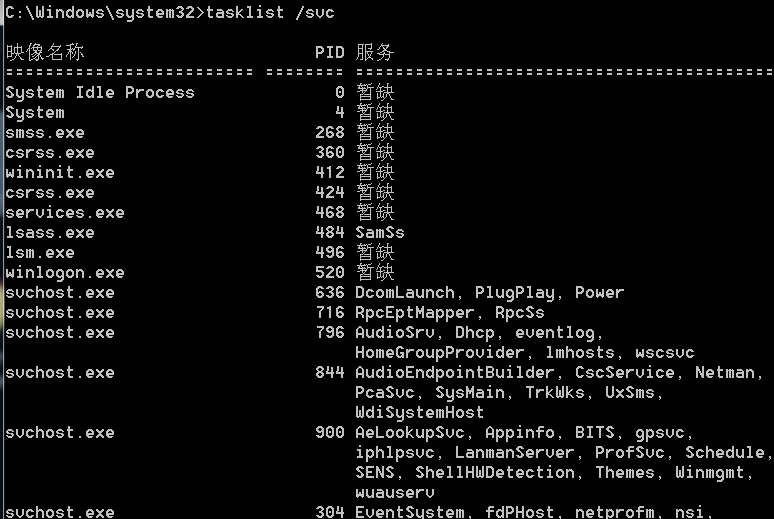 C:\Windows\system32>tasklist /svc
映像名称                       PID 服务
========================= ======== ============================================
System Idle Process              0 暂缺
System                           4 暂缺
smss.exe                       268 暂缺
csrss.exe                      360 暂缺
wininit.exe                    412 暂缺
csrss.exe                      424 暂缺
services.exe                   468 暂缺
lsass.exe                      484 SamSs
lsm.exe                        496 暂缺
winlogon.exe                   520 暂缺
svchost.exe                    636 DcomLaunch, PlugPlay, Power
svchost.exe                    716 RpcEptMapper, RpcSs
svchost.exe                    796 AudioSrv, Dhcp, eventlog,
                                   HomeGroupProvider, lmhosts, wscsvc
svchost.exe                    844 AudioEndpointBuilder, CscService, Netman,
                                   PcaSvc, SysMain, TrkWks, UxSms,
                                   WdiSystemHost
svchost.exe                    900 AeLookupSvc, Appinfo, BITS, gpsvc,
                                   iphlpsvc, LanmanServer, ProfSvc, Schedule,
                                   SENS, ShellHWDetection, Themes, Winmgmt,
                                   wuauserv
svchost.exe                    304 EventSystem, fdPHost, netprofm, nsi,